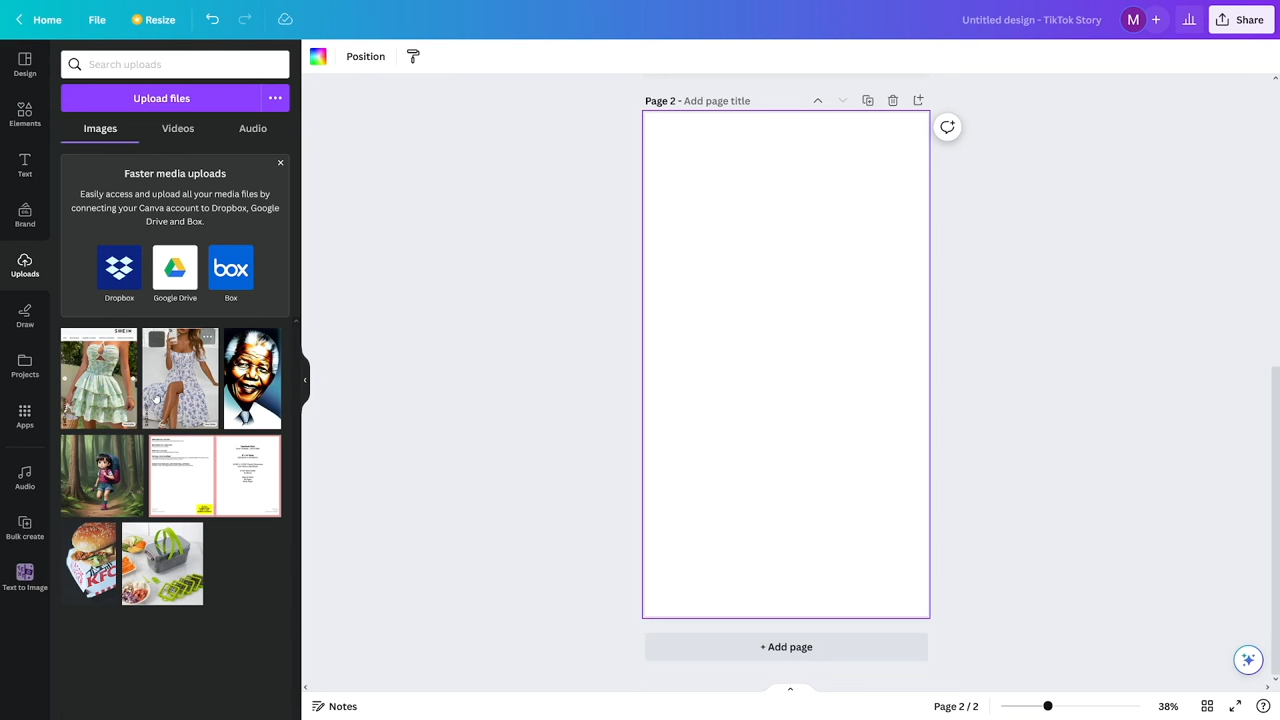 Home
File
Resize
Untitled design - TikTok Story
M
Share
Design
Elements
Text
Brand
Uploads
Draw
Projects
Apps
Audio
Bulk create
Text to Image
Search uploads
Upload files
Images
Videos
Audio
Faster media uploads
Easily access and upload all your media files by
connecting your Canva account to Dropbox, Google
Drive and Box.
box
Dropbox
Google Drive
Box
SHEIN
KFC
Position
Page 2 - Add page title
+ Add page
Notes
Page 2 / 2
38%